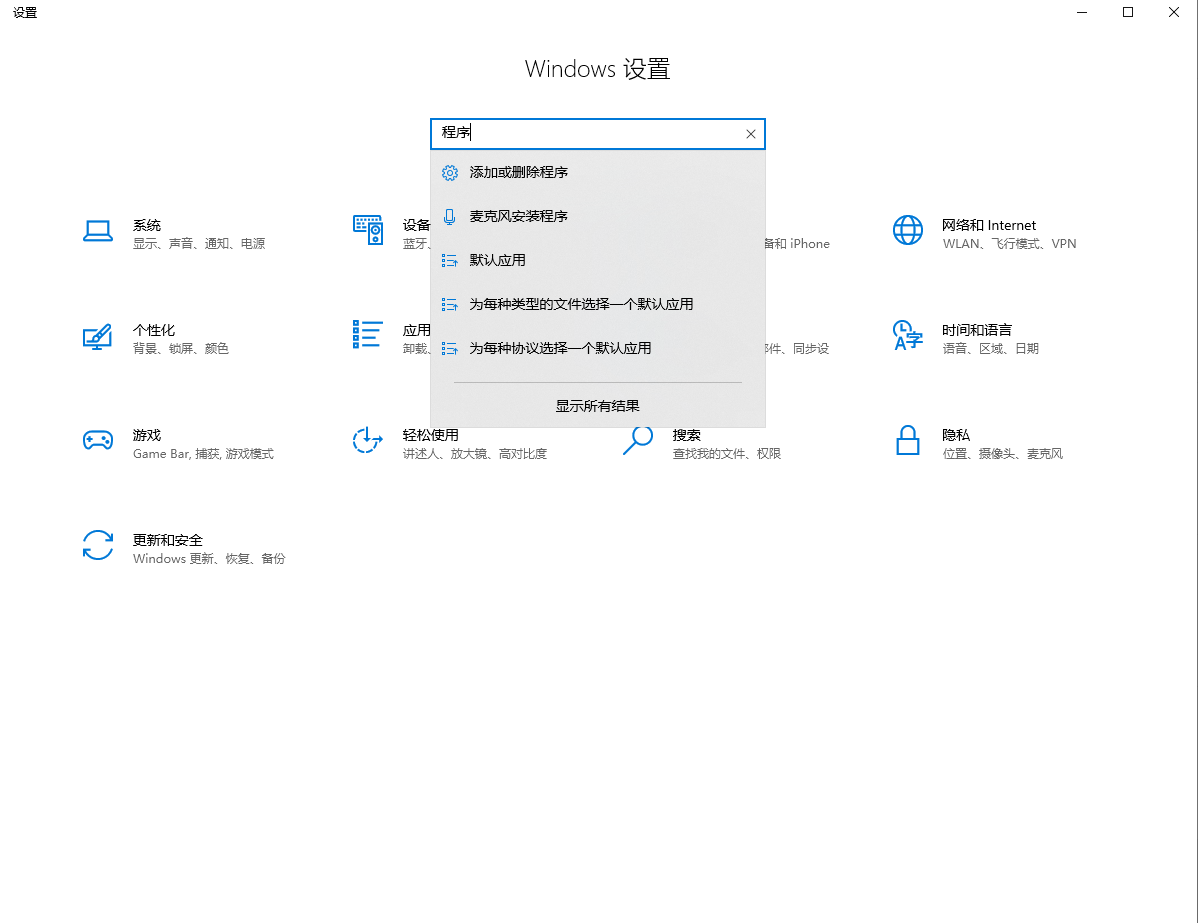 设置
Windows 设置
程序
添加或删除程序
麦克风安装程序
默认应用
为每种类型的文件选择一个默认应用
为每种协议选择一个默认应用
显示所有结果
系统
显示、声音、通知、电源
设备
蓝牙、
备和 iPhone
网络和 Internet
WLAN、飞行模式、VPN
个性化
背景、锁屏、颜色
应用
卸载、
件、同步设
时间和语言
语音、区域、日期
游戏
Game Bar, 捕获, 游戏模式
轻松使用
讲述人、放大镜、高对比度
搜索
查找我的文件、权限
隐私
位置、摄像头、麦克风
更新和安全
Windows 更新、恢复、备份